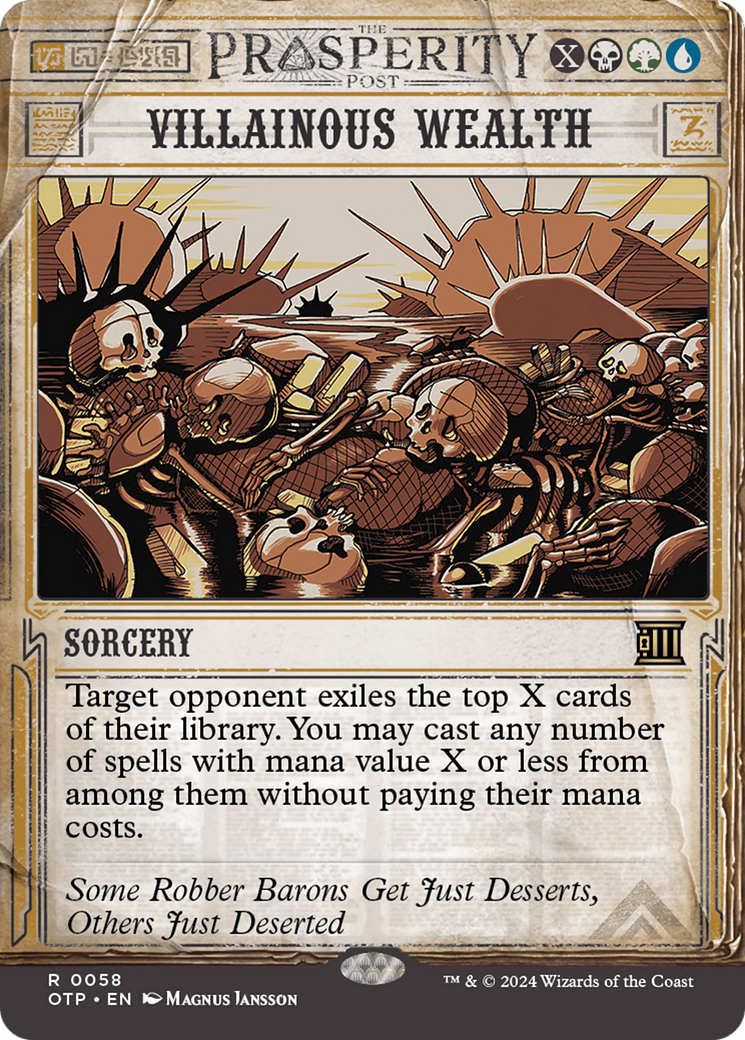 THE
PROSPERITY
POST
X
VILLAINOUS WEALTH
SORCERY
Target opponent exiles the top X cards
of their library. You may cast any number
of spells with mana value X or less from
among them without paying their mana
costs.
Some Robber Barons Get Just Desserts,
Others Just Deserted
R 0058
OTP • EN Magnus Jansson
™ & © 2024 Wizards of the Coast